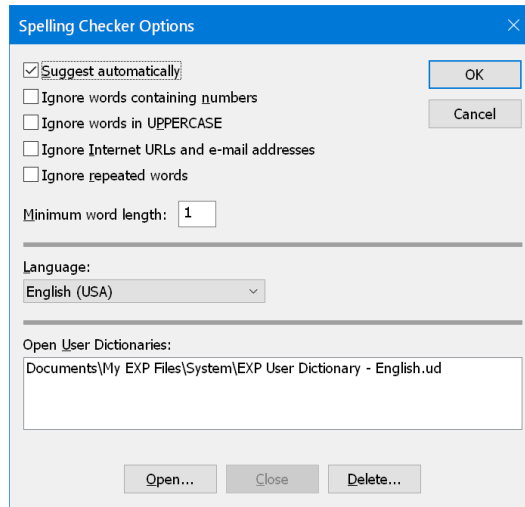 Spelling Checker Options
Suggest automatically
OK
Ignore words containing numbers
Cancel
Ignore words in UPPERCASE
Ignore Internet URLs and e-mail addresses
Ignore repeated words
Minimum word length: 1
Language:
English (USA)
Open User Dictionaries:
Documents\My EXP Files\System\EXP User Dictionary - English.ud
Open... Close Delete...